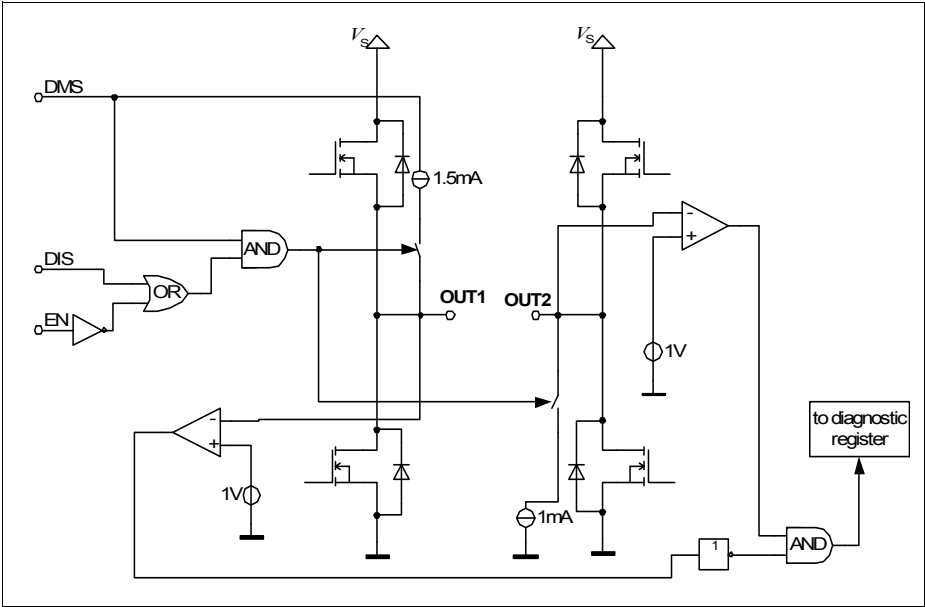 VS
VS
DMS
1.5mA
AND
DIS
OR
OUT1
OUT2
EN
1V
-
+
-
+
to diagnostic
register
1V
1mA
1
AND